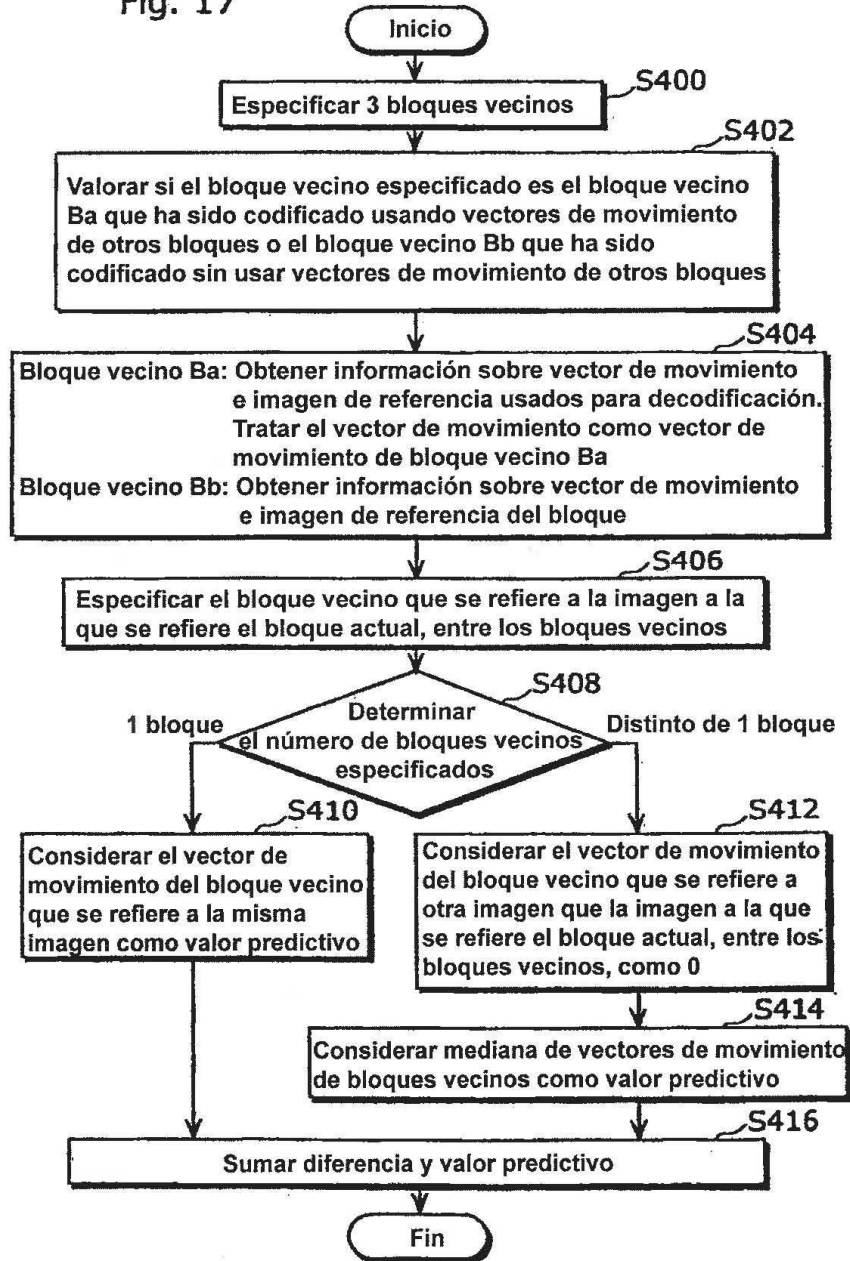 Fig. 17
Inicio
S400
Especificar 3 bloques vecinos
S402
Valorar si el bloque vecino especificado es el bloque vecino
Ba que ha sido codificado usando vectores de movimiento
de otros bloques o el bloque vecino Bb que ha sido
codificado sin usar vectores de movimiento de otros bloques
S404
Bloque vecino Ba: Obtener información sobre vector de movimiento
e imagen de referencia usados para decodificación.
Tratar el vector de movimiento como vector de
movimiento de bloque vecino Ba
Bloque vecino Bb: Obtener información sobre vector de movimiento
e imagen de referencia del bloque
S406
Especificar el bloque vecino que se refiere a la imagen a la
que se refiere el bloque actual, entre los bloques vecinos
S408
1 bloque
Determinar
el número de bloques vecinos
especificados
Distinto de 1 bloque
S410
Considerar el vector de
movimiento del bloque vecino
que se refiere a la misma
imagen como valor predictivo
S412
Considerar el vector de movimiento
del bloque vecino que se refiere a
otra imagen que la imagen a la que
se refiere el bloque actual, entre los
bloques vecinos, como 0
S414
Considerar mediana de vectores de movimiento
de bloques vecinos como valor predictivo
S416
Sumar diferencia y valor predictivo
Fin